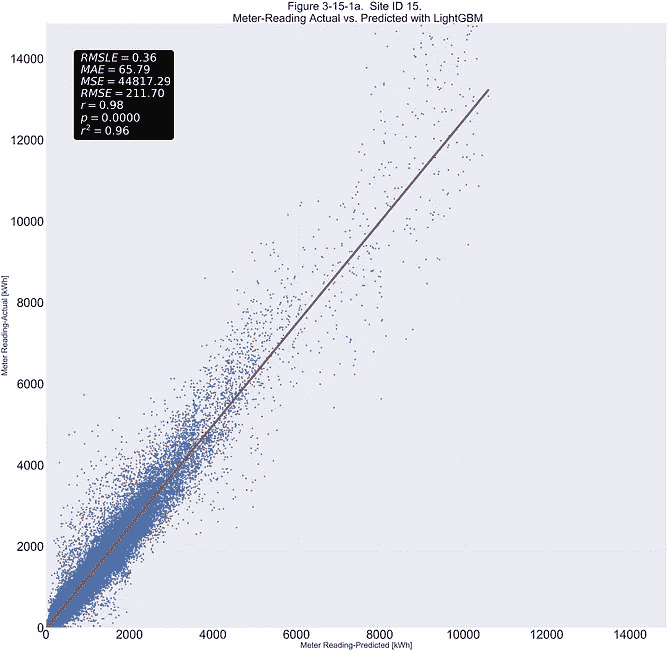 Figure 3-15-1a.  Site ID 15.
Meter-Reading Actual vs. Predicted with LightGBM
RMSLE = 0.36
MAE = 65.79
MSE = 44817.29
RMSE = 211.70
r = 0.98
p = 0.0000
r² = 0.96
14000
12000
10000
8000
6000
4000
2000
0
Meter Reading-Actual [kWh]
0 2000 4000 6000 8000 10000 12000 14000
Meter Reading-Predicted [kWh]